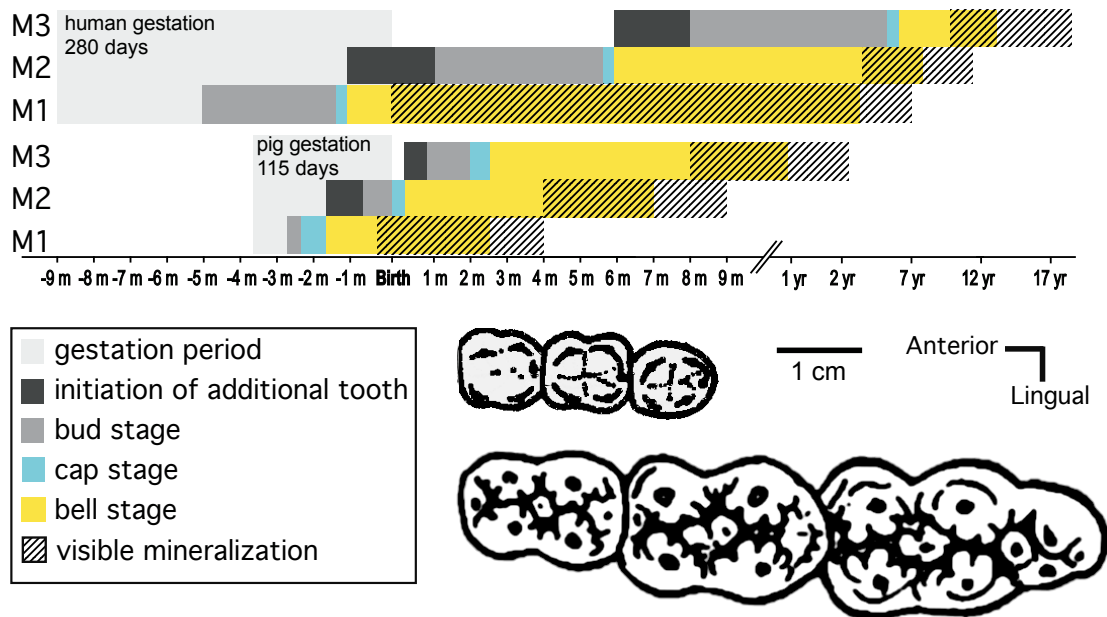 M3
human gestation
280 days
M2
M1
M3
pig gestation
115 days
M2
M1
-9 m -8 m -7 m -6 m -5 m -4 m -3 m -2 m -1 m Birth 1 m 2 m 3 m 4 m 5 m 6 m 7 m 8 m 9 m 1 yr 2 yr 7 yr 12 yr 17 yr
gestation period
initiation of additional tooth
bud stage
cap stage
bell stage
visible mineralization
1 cm
Anterior
Lingual